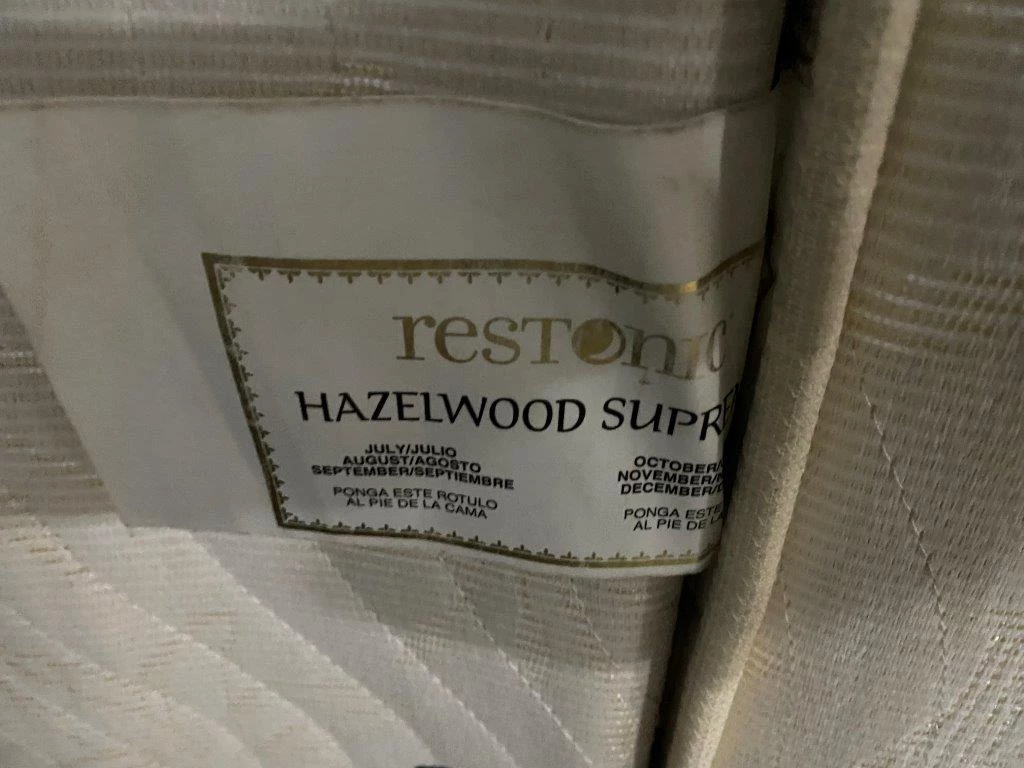 resTonic
HAZELWOOD SUPRE
JULY/JULIO
AUGUST/AGOSTO
SEPTEMBER/SEPTIEMBRE
PONGA ESTE ROTULO
AL PIE DE LA CAMA
OCTOBER/
NOVEMBER/
DECEMBER/
PONGA ESTE
AL PIE DE LA